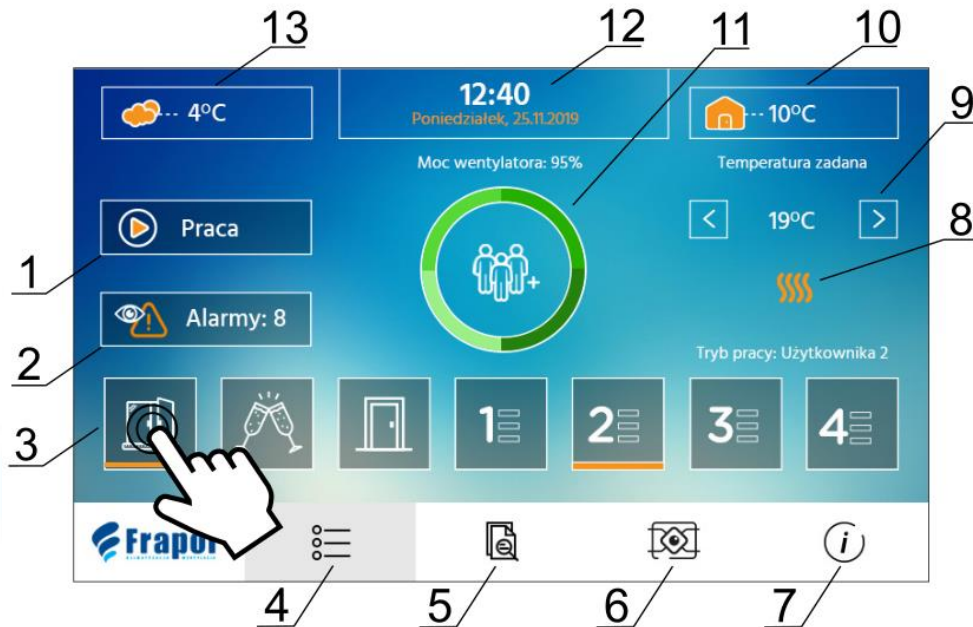 13
12
11
10
4°C
12:40
Poniedziałek, 25.11.2019
10°C
9
Moc wentylatora: 95%
Temperatura zadana
Praca
19°C
8
1
+
Alarmy: 8
2
Tryb pracy: Użytkownika 2
3
1
2
3
4
Frapol
i
4
5
6
7